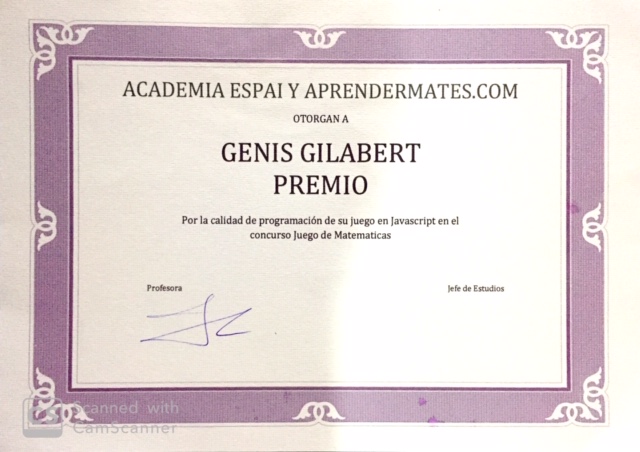 ACADEMIA ESPAI Y APRENDERMATES.COM
OTORGAN A
GENIS GILABERT
PREMIO
Por la calidad de programación de su juego en Javascript en el
concurso Juego de Matematicas
Profesora
Jefe de Estudios
CS
Scanned with
CamScanner